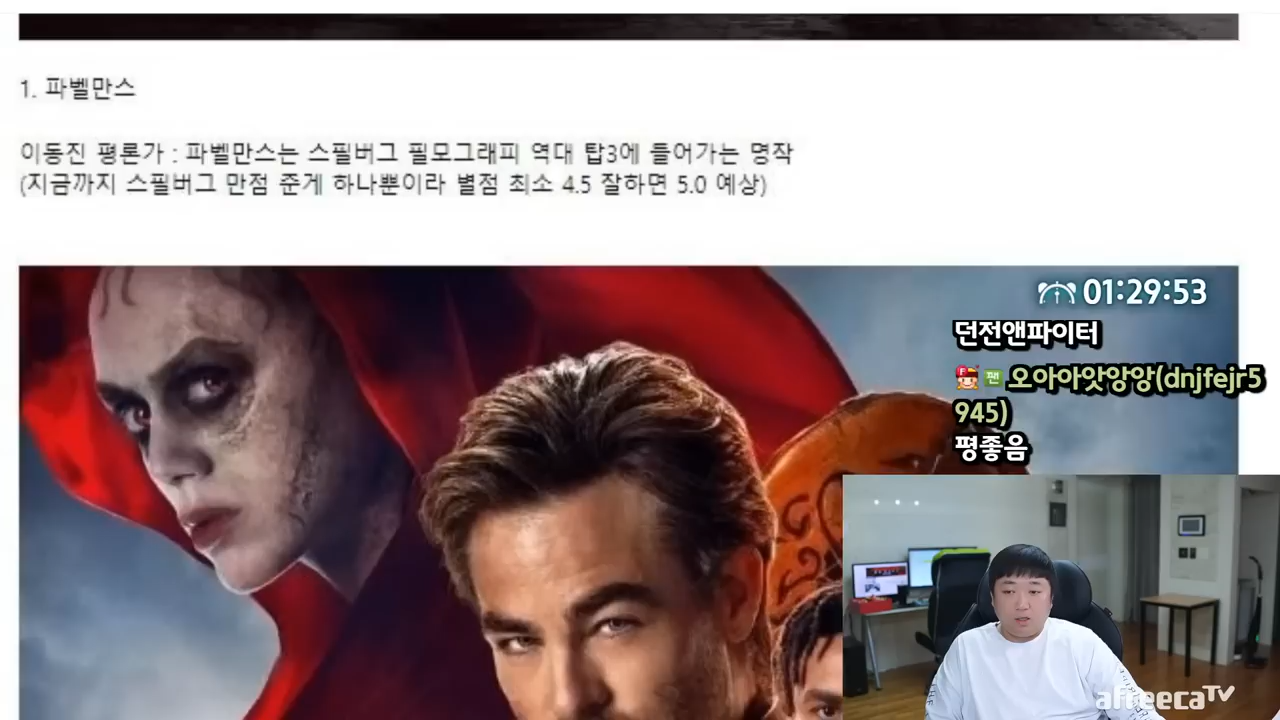 1. 파벨만스
이동진 평론가 : 파벨만스는 스필버그 필모그래피 역대 탑3에 들어가는 명작
(지금까지 스필버그 만점 준게 하나뿐이라 별점 최소 4.5 잘하면 5.0 예상)
01:29:53
던전앤파이터
F 팬 오아아앗앙앙(dnjfejr5
945)
평좋음
afreecaTV